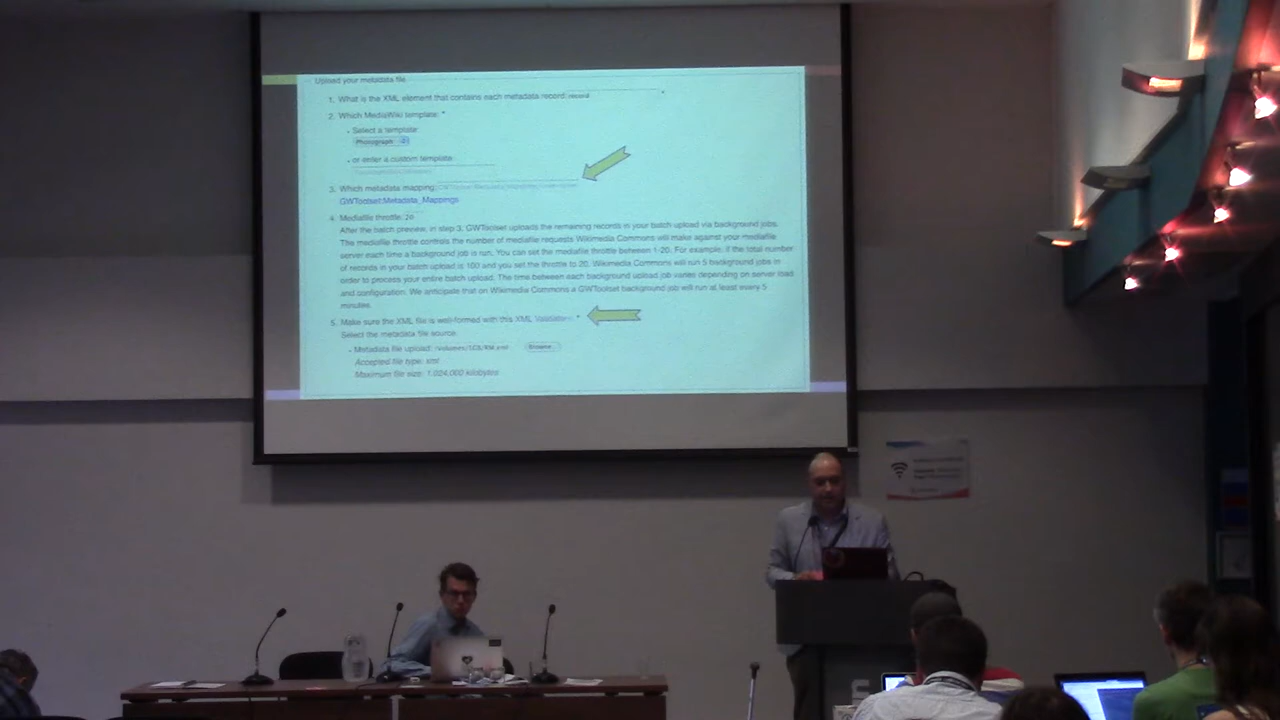 Upload your metadata file
1. What is the XML element that contains each metadata record: record *
2. Which MediaWiki template: *
Select a template:
Photograph
or enter a custom template:
3. Which metadata mapping:
GWToolset:Metadata_Mappings
4. Mediafile throttle: 20
After the batch preview, in step 3, GWToolset uploads the remaining records in your batch upload via background jobs.
The mediafile throttle controls the number of mediafile requests Wikimedia Commons will make against your mediafile
server each time a background job is run. You can set the mediafile throttle between 1-20. For example, if the total number
of records in your batch upload is 100 and you set the throttle to 20, Wikimedia Commons will run 5 background jobs in
order to process your entire batch upload. The time between each background upload job varies depending on server load
and configuration. We anticipate that on Wikimedia Commons a GWToolset background job will run at least every 5
minutes.
5. Make sure the XML file is well-formed with this XML Validator *
Select the metadata file source.
Metadata file upload: Browse...
Accepted file type: xml
Maximum file size: 1,024,000 kilobytes